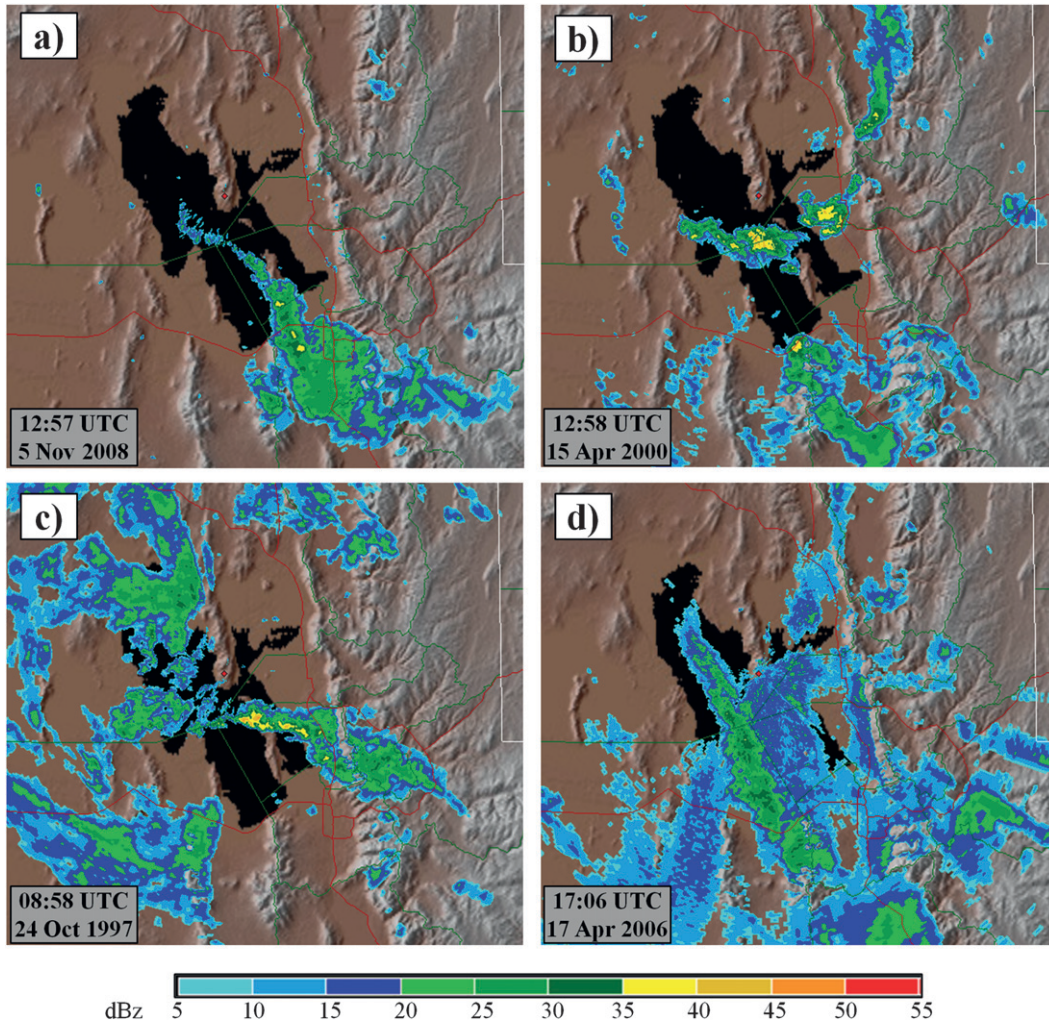 a)
12:57 UTC
5 Nov 2008
b)
12:58 UTC
15 Apr 2000
c)
08:58 UTC
24 Oct 1997
d)
17:06 UTC
17 Apr 2006
dBz 5 10 15 20 25 30 35 40 45 50 55